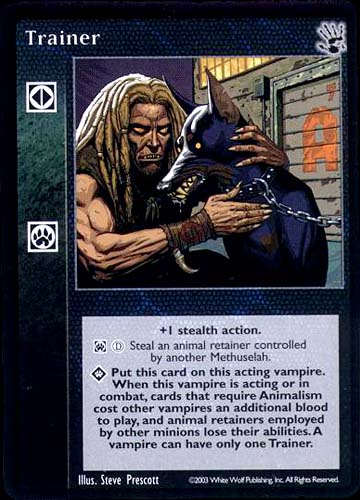 Trainer
A
+1 stealth action.
D Steal an animal retainer controlled
by another Methuselah.
Put this card on this acting vampire.
When this vampire is acting or in
combat, cards that require Animalism
cost other vampires an additional blood
to play, and animal retainers employed
by other minions lose their abilities. A
vampire can have only one Trainer.
Illus. Steve Prescott
©2003 White Wolf Publishing, Inc. All Rights Reserved.